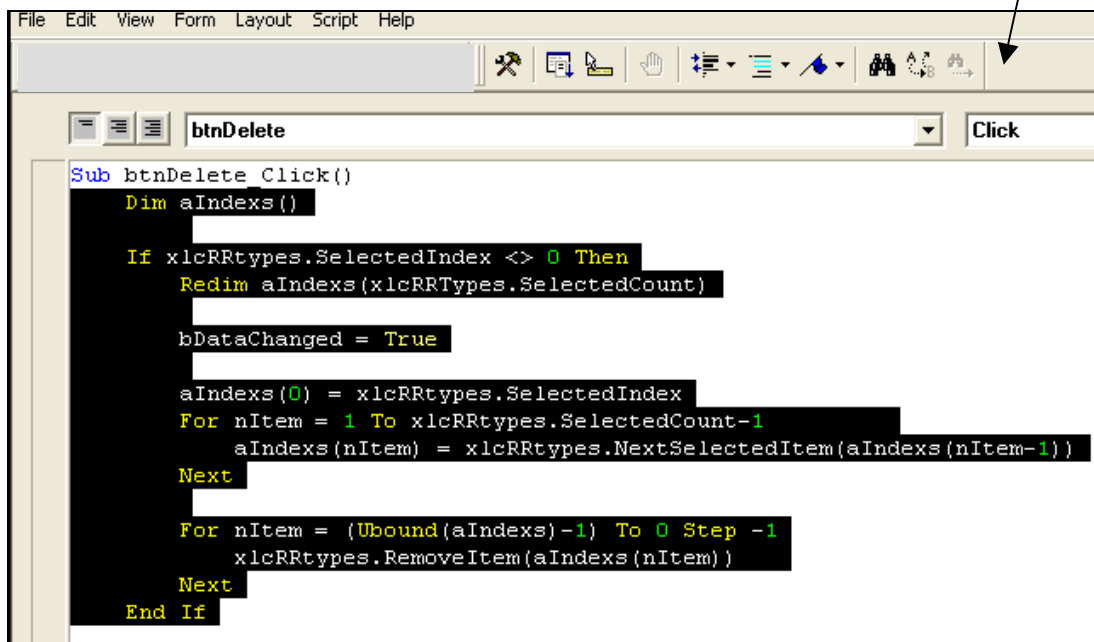 File Edit View Form Layout Script Help
btnDelete Click
Sub btnDelete_Click()
Dim aIndexs()
If xlcRRtypes.SelectedIndex <> 0 Then
Redim aIndexs(xlcRRTypes.SelectedCount)
bDataChanged = True
aIndexs(0) = xlcRRtypes.SelectedIndex
For nItem = 1 To xlcRRtypes.SelectedCount-1
aIndexs(nItem) = xlcRRtypes.NextSelectedItem(aIndexs(nItem-1))
Next
For nItem = (Ubound(aIndexs)-1) To 0 Step -1
xlcRRtypes.RemoveItem(aIndexs(nItem))
Next
End If